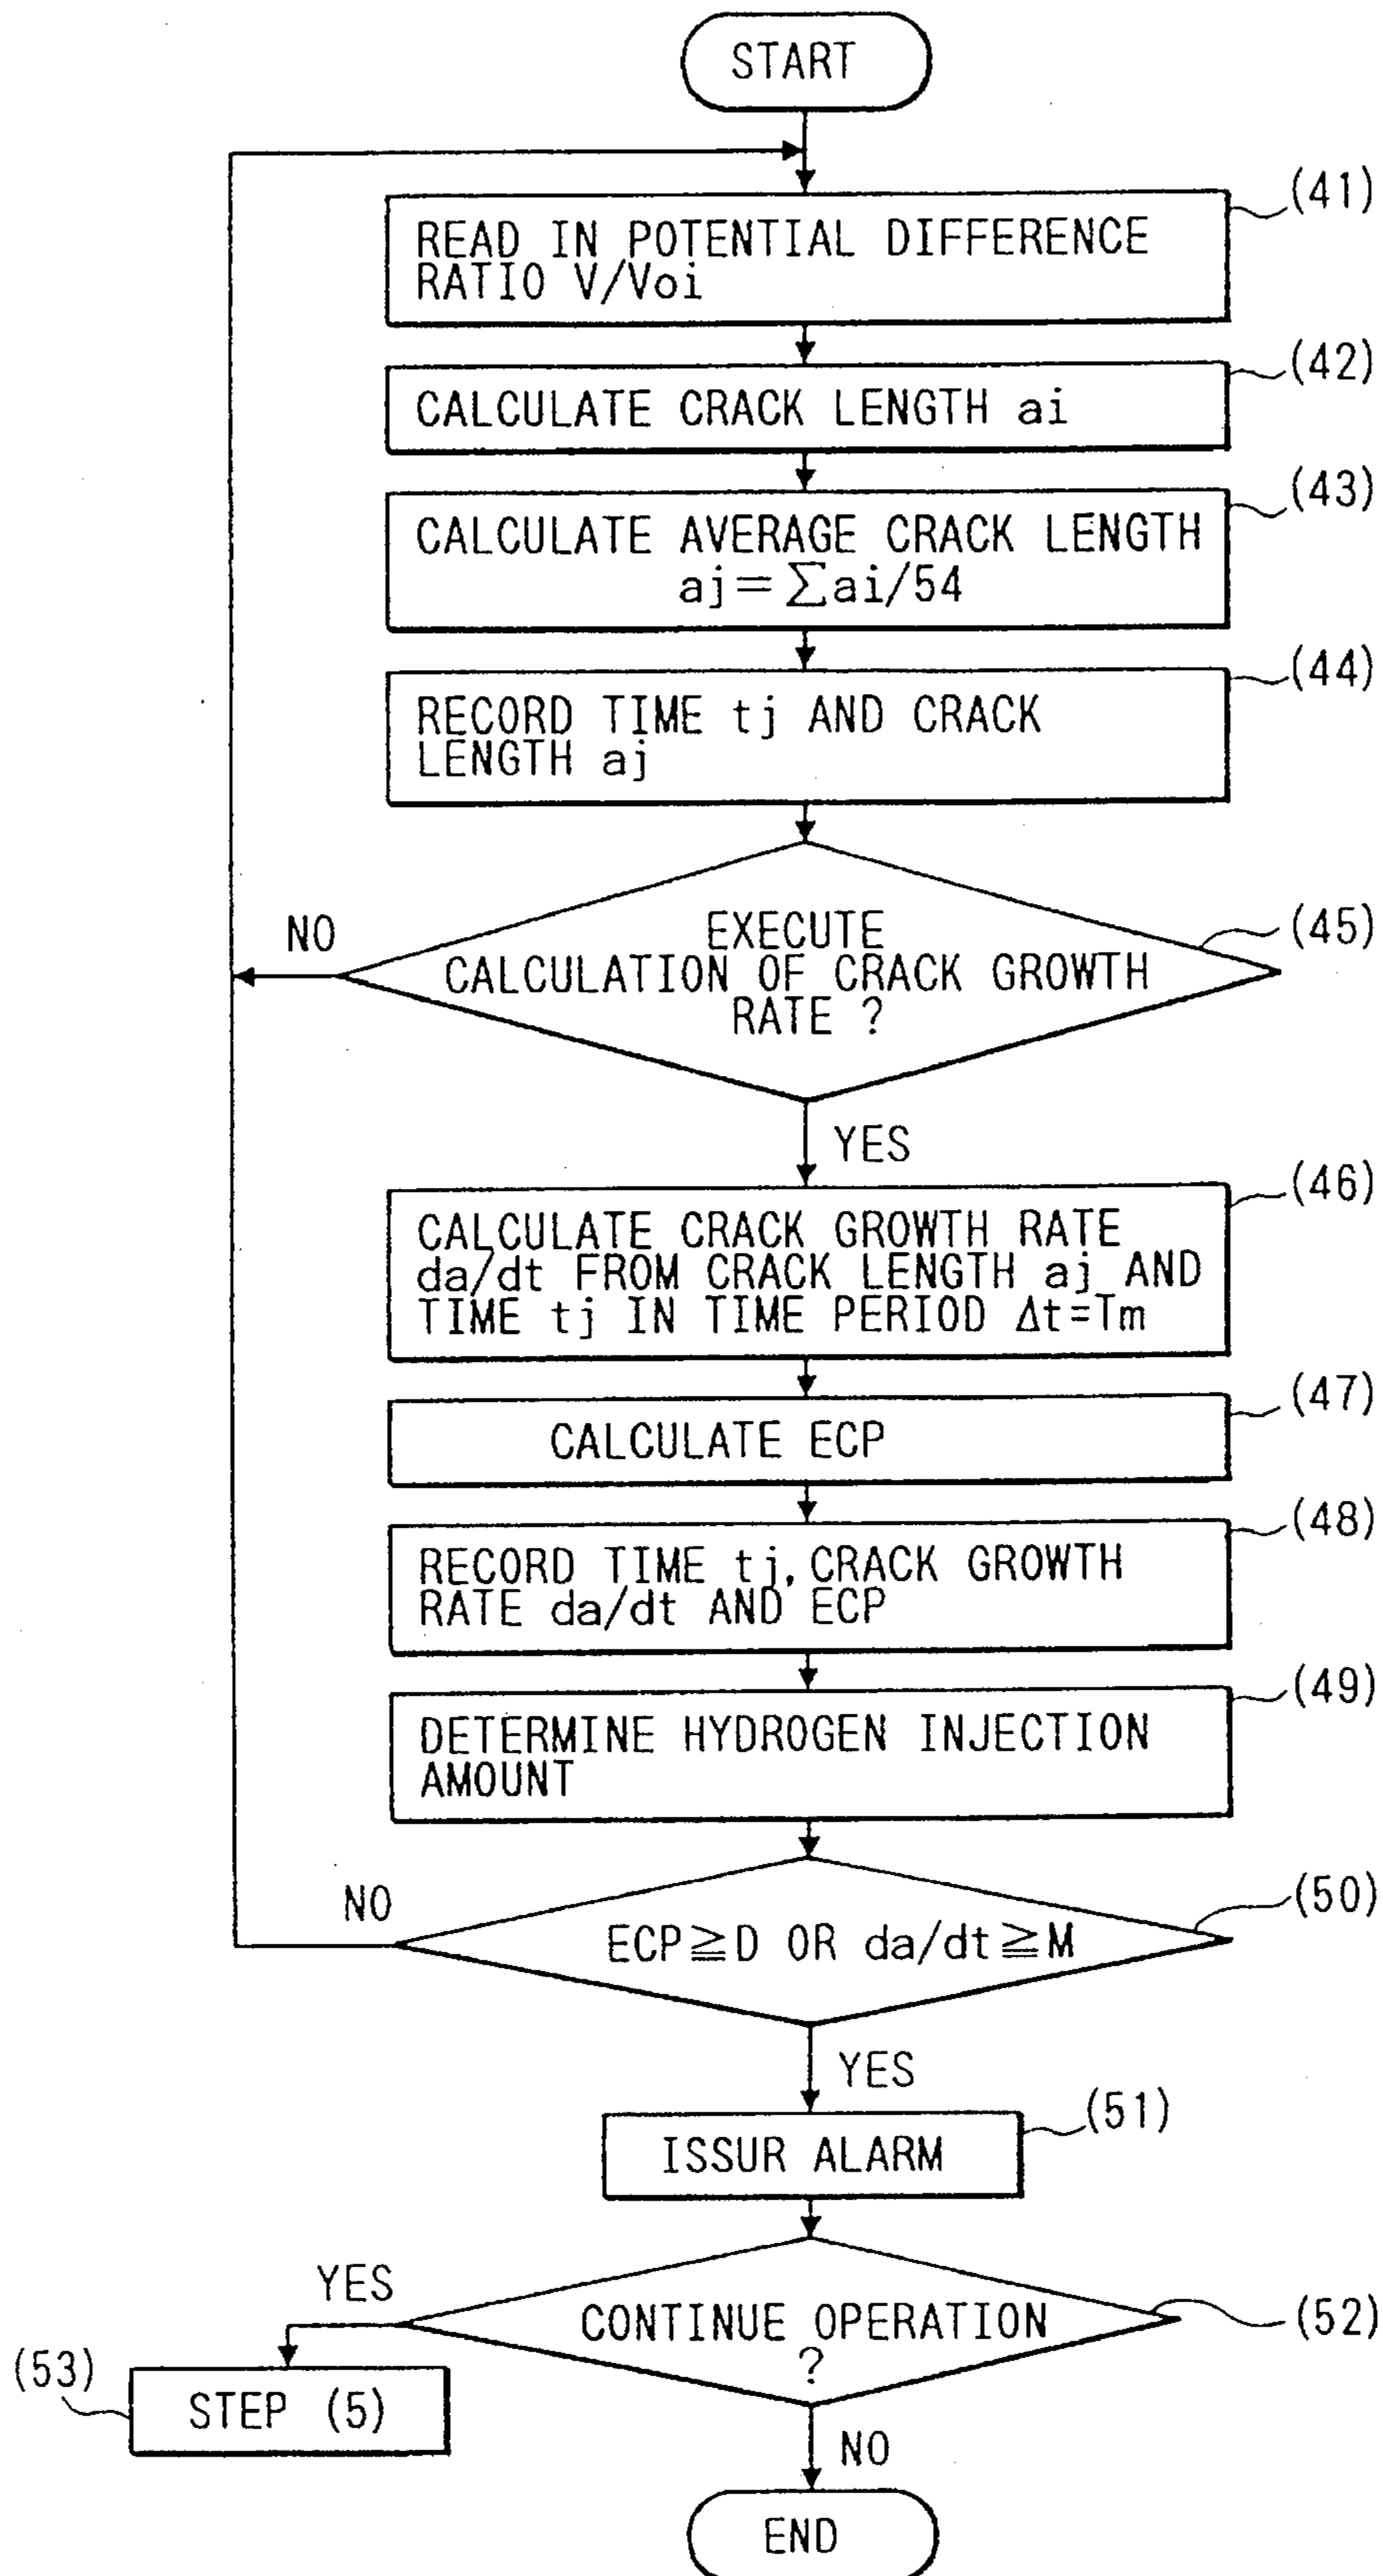 START
(41)
READ IN POTENTIAL DIFFERENCE
RATIO V/Voi
(42)
CALCULATE CRACK LENGTH ai
(43)
CALCULATE AVERAGE CRACK LENGTH
aj=∑ai/54
(44)
RECORD TIME tj AND CRACK
LENGTH aj
(45)
NO
EXECUTE
CALCULATION OF CRACK GROWTH
RATE ?
YES
(46)
CALCULATE CRACK GROWTH RATE
da/dt FROM CRACK LENGTH aj AND
TIME tj IN TIME PERIOD Δt=Tm
(47)
CALCULATE ECP
(48)
RECORD TIME tj, CRACK GROWTH
RATE da/dt AND ECP
(49)
DETERMINE HYDROGEN INJECTION
AMOUNT
(50)
NO
ECP≧D OR da/dt≧M
YES
(51)
ISSUR ALARM
YES
(52)
CONTINUE OPERATION
?
(53)
STEP (5)
NO
END